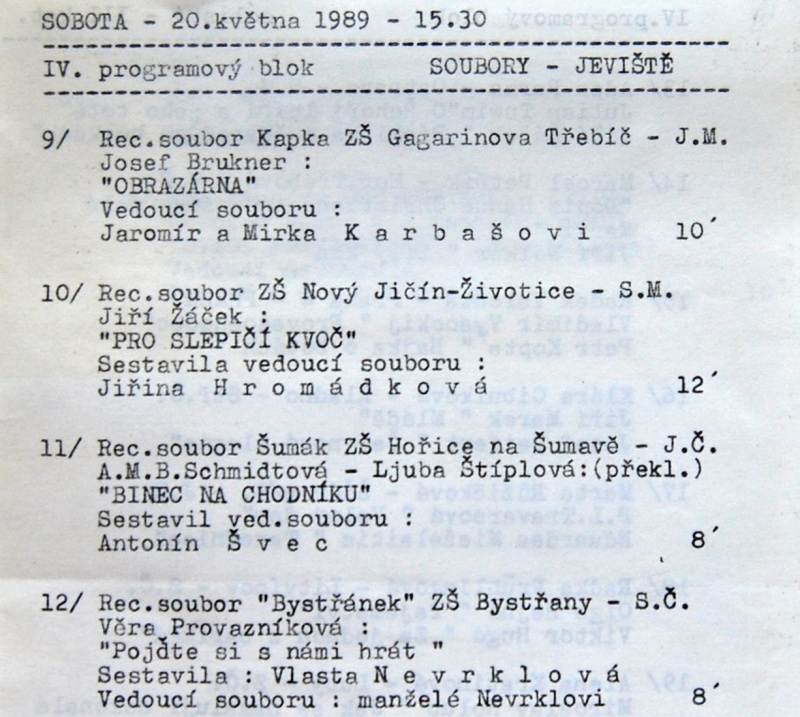 SOBOTA - 20.května 1989 - 15.30
IV. programový blok SOUBORY - JEVIŠTĚ
9/ Rec.soubor Kapka ZŠ Gagarinova Třebíč - J.M.
Josef Brukner :
"OBRAZÁRNA"
Vedoucí souboru :
Jaromír a Mirka K a r b a š o v i 10´
10/ Rec.soubor ZŠ Nový Jičín-Životice - S.M.
Jiří Žáček :
"PRO SLEPIČÍ KVOČ"
Sestavila vedoucí souboru :
Jiřina H r o m á d k o v á 12´
11/ Rec.soubor Šumák ZŠ Hořice na Šumavě - J.Č.
A.M.B.Schmidtová - Ljuba Štíplová:(překl.)
"BINEC NA CHODNÍKU"
Sestavil ved.souboru :
Antonín Š v e c 8´
12/ Rec.soubor "Bystřánek" ZŠ Bystřany - S.Č.
Věra Provazníková
"Pojďte si s námi hrát "
Sestavila : Vlasta N e v r k l o v á
Vedoucí souboru : manželé Nevrklovi 8´